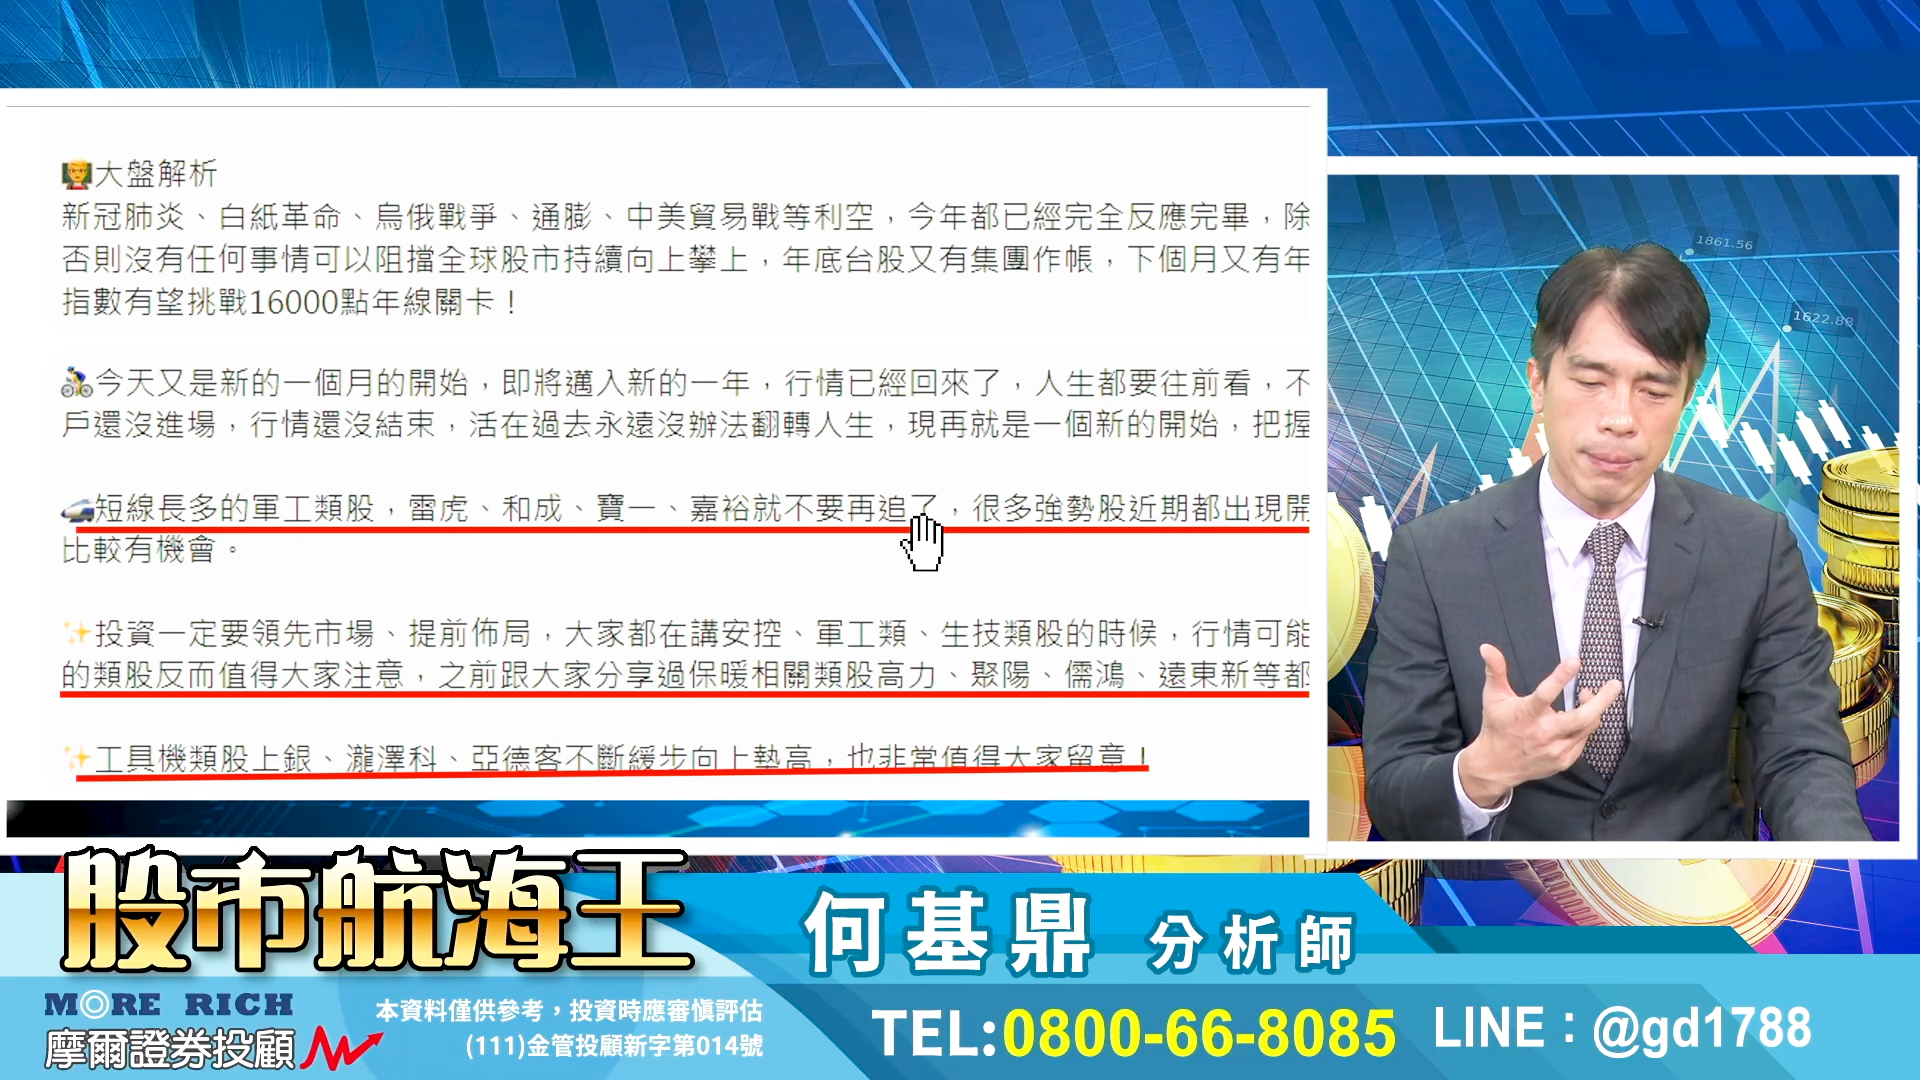 大盤解析
新冠肺炎、白紙革命、烏俄戰爭、通膨、中美貿易戰等利空，今年都已經完全反應完畢，除
否則沒有任何事情可以阻擋全球股市持續向上攀上，年底台股又有集團作帳，下個月又有年
指數有望挑戰16000點年線關卡！
今天又是新的一個月的開始，即將邁入新的一年，行情已經回來了，人生都要往前看，不
戶還沒進場，行情還沒結束，活在過去永遠沒辦法翻轉人生，現再就是一個新的開始，把握
短線長多的軍工類股，雷虎、和成、寶一、嘉裕就不要再追了，很多強勢股近期都出現開
比較有機會。
投資一定要領先市場、提前佈局，大家都在講安控、軍工類、生技類股的時候，行情可能
的類股反而值得大家注意，之前跟大家分享過保暖相關類股高力、聚陽、儒鴻、遠東新等都
工具機類股上銀、瀧澤科、亞德客不斷緩步向上墊高，也非常值得大家留意！
1861.56
1622.88
股市航海王
何基鼎 分析師
MORE RICH
摩爾證券投顧
本資料僅供參考，投資時應審慎評估
(111)金管投顧新字第014號
TEL:0800-66-8085
LINE：@gd1788